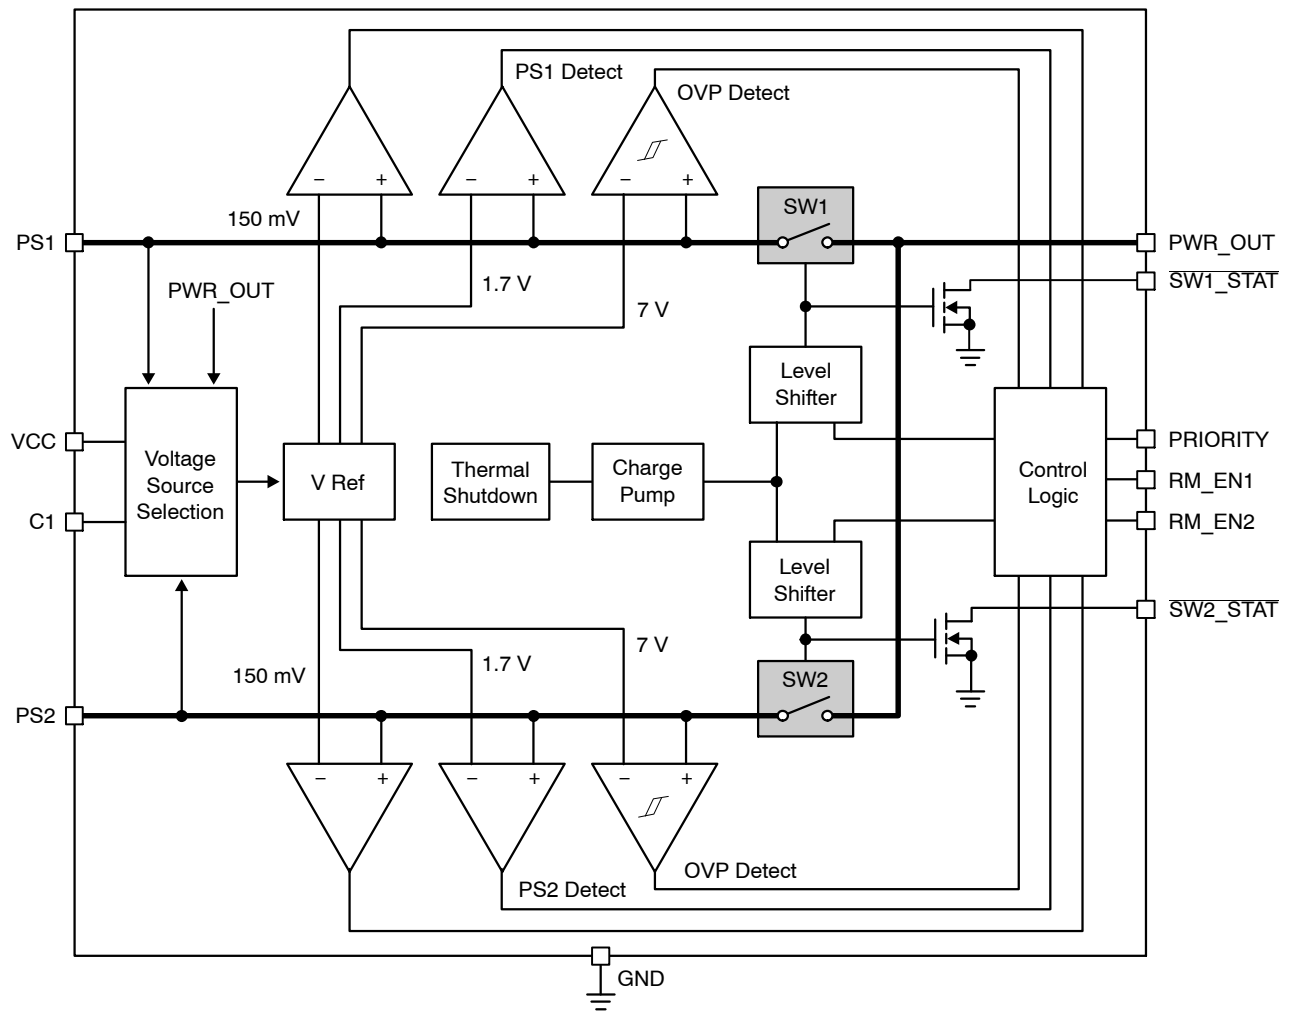 PS1 Detect
OVP Detect
− + − + − +
150 mV
SW1
PS1
PWR_OUT
SW1_STAT
PWR_OUT
1.7 V
7 V
Level
Shifter
VCC
C1
Voltage
Source
Selection
V Ref
Thermal
Shutdown
Charge
Pump
Control
Logic
PRIORITY
RM_EN1
RM_EN2
Level
Shifter
SW2_STAT
7 V
1.7 V
150 mV
SW2
PS2
− + − + − +
OVP Detect
PS2 Detect
GND